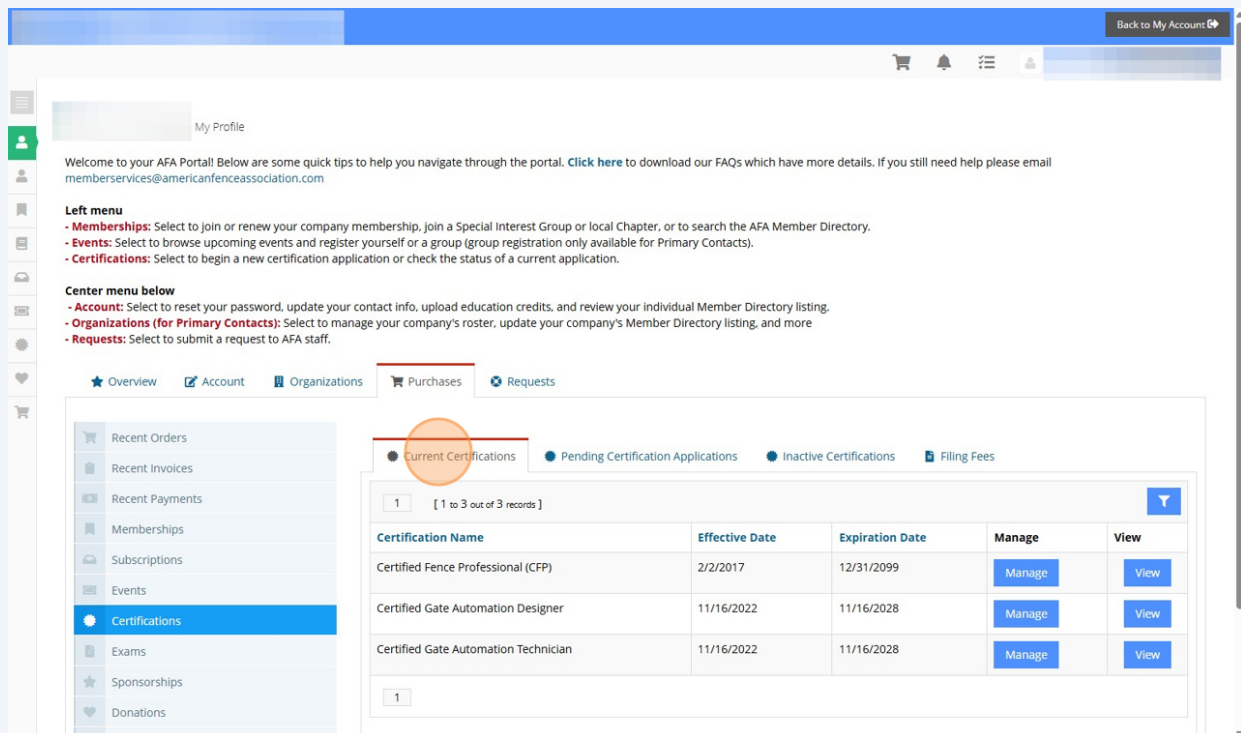 Back to My Account
My Profile
Welcome to your AFA Portal! Below are some quick tips to help you navigate through the portal. Click here to download our FAQs which have more details. If you still need help please email
memberservices@americanfenceassociation.com
Left menu
- Memberships: Select to join or renew your company membership, join a Special Interest Group or local Chapter, or to search the AFA Member Directory.
- Events: Select to browse upcoming events and register yourself or a group (group registration only available for Primary Contacts).
- Certifications: Select to begin a new certification application or check the status of a current application.
Center menu below
- Account: Select to reset your password, update your contact info, upload education credits, and review your individual Member Directory listing.
- Organizations (for Primary Contacts): Select to manage your company's roster, update your company's Member Directory listing, and more
- Requests: Select to submit a request to AFA staff.
Overview Account Organizations Purchases Requests
Recent Orders
Recent Invoices
Recent Payments
Memberships
Subscriptions
Events
Certifications
Exams
Sponsorships
Donations
Current Certifications Pending Certification Applications Inactive Certifications Filing Fees
1 [ 1 to 3 out of 3 records ]
Certification Name Effective Date Expiration Date Manage View
Certified Fence Professional (CFP) 2/2/2017 12/31/2099 Manage View
Certified Gate Automation Designer 11/16/2022 11/16/2028 Manage View
Certified Gate Automation Technician 11/16/2022 11/16/2028 Manage View
1